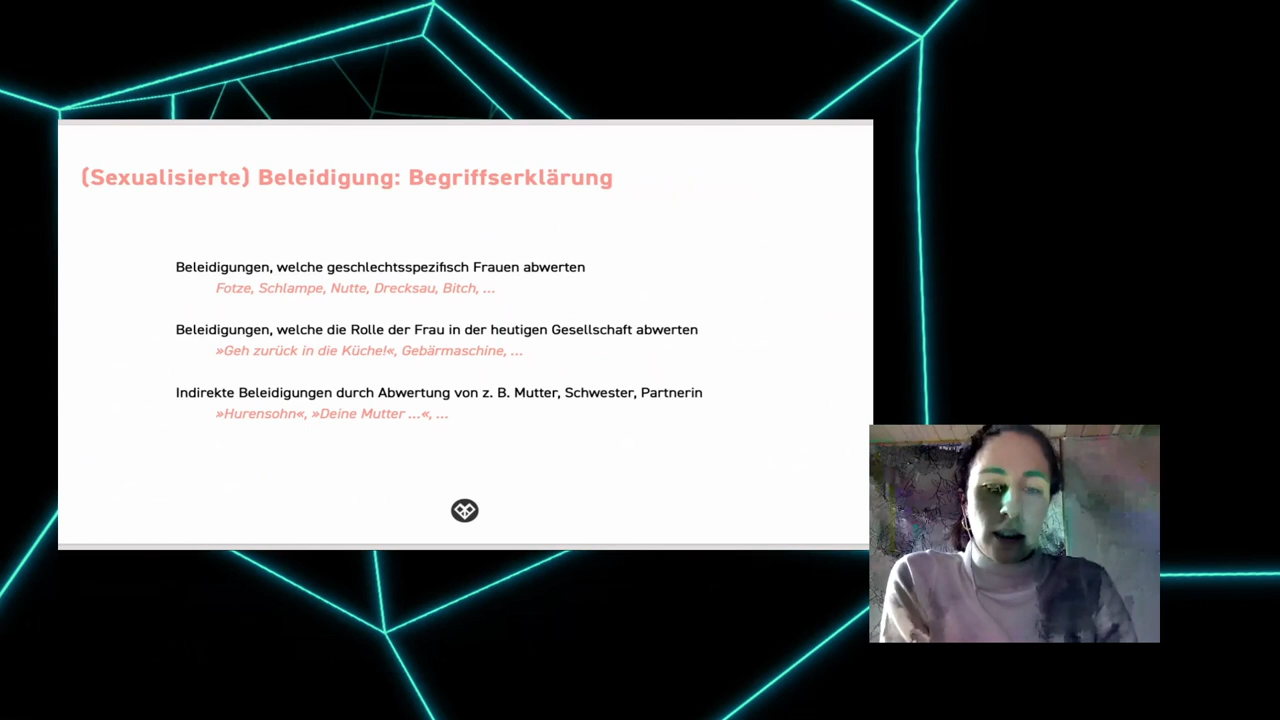 (Sexualisierte) Beleidigung: Begriffserklärung
Beleidigungen, welche geschlechtsspezifisch Frauen abwerten
Fotze, Schlampe, Nutte, Drecksau, Bitch, ...
Beleidigungen, welche die Rolle der Frau in der heutigen Gesellschaft abwerten
»Geh zurück in die Küche!«, Gebärmaschine, ...
Indirekte Beleidigungen durch Abwertung von z. B. Mutter, Schwester, Partnerin
»Hurensohn«, »Deine Mutter ...«, ...